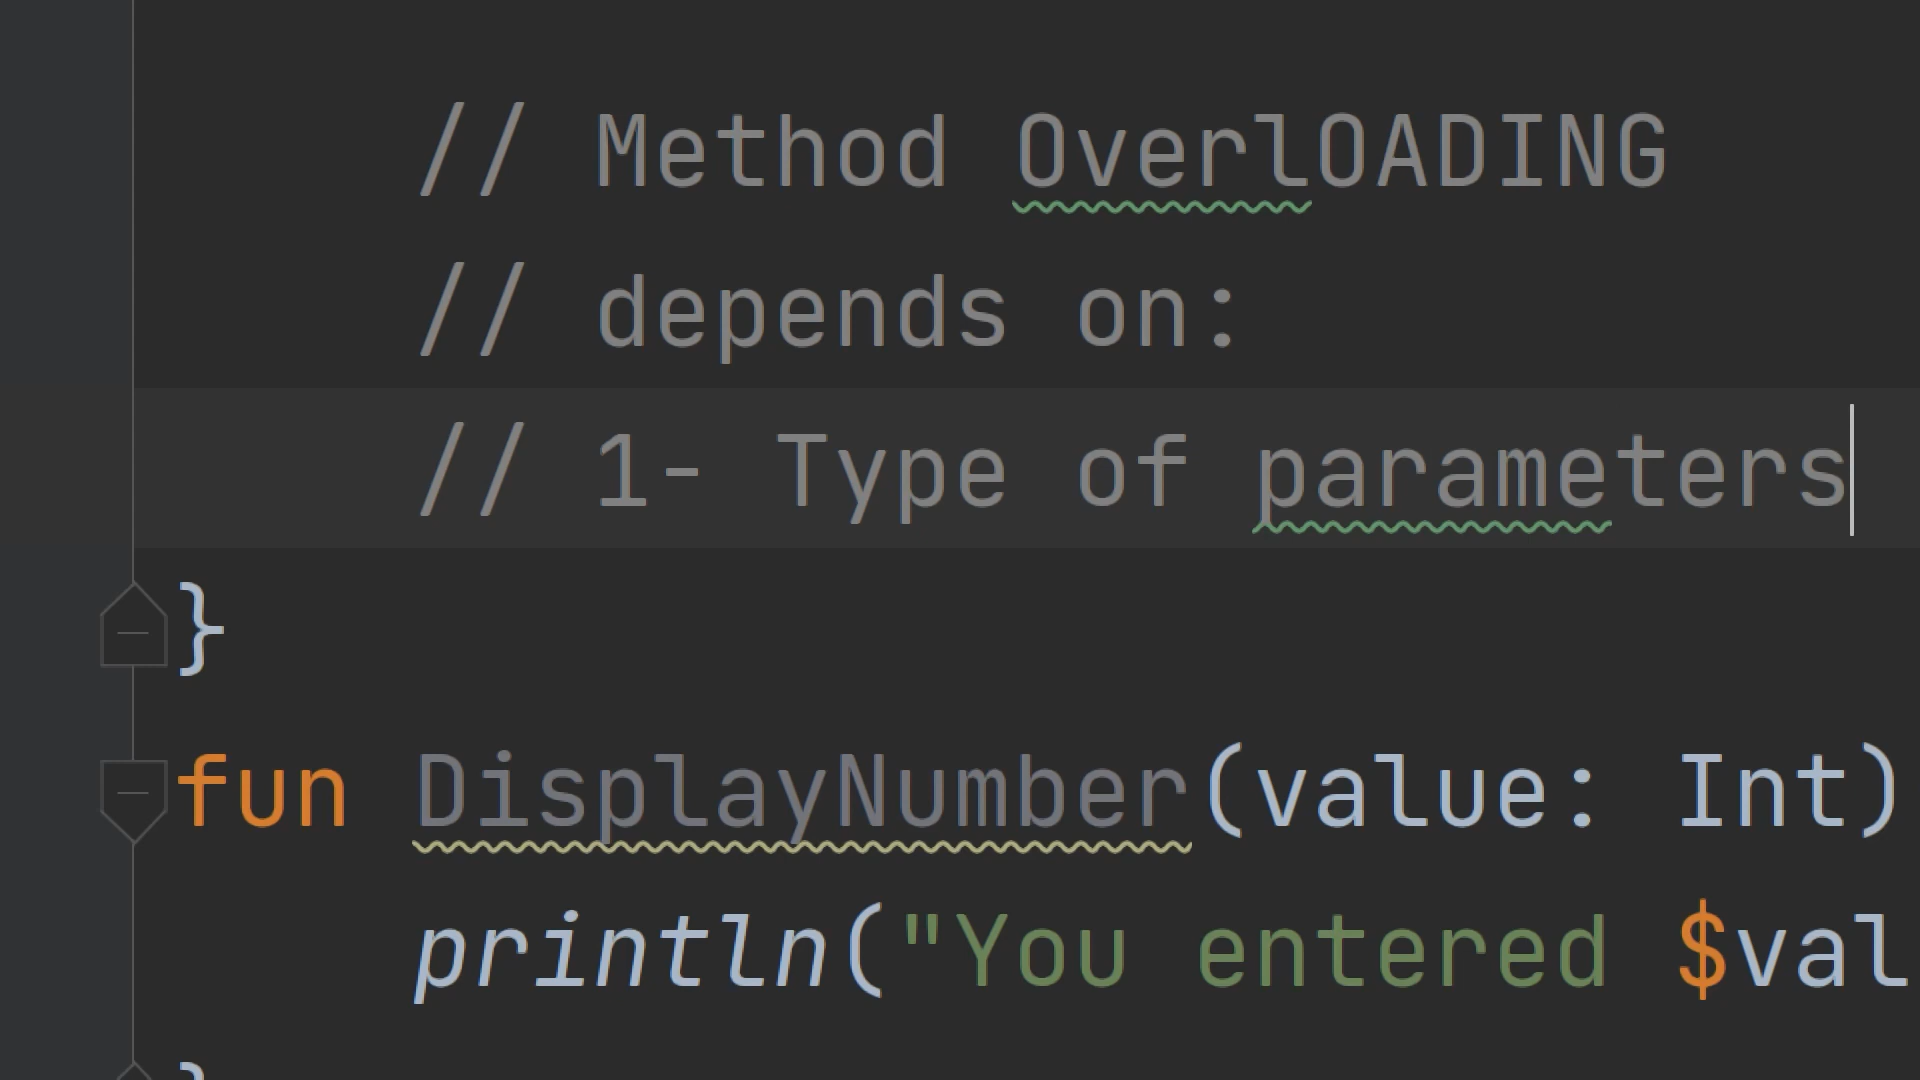 // Method OverlOADING
// depends on:
// 1- Type of parameters
}
fun DisplayNumber(value: Int)
println("You entered $val
}